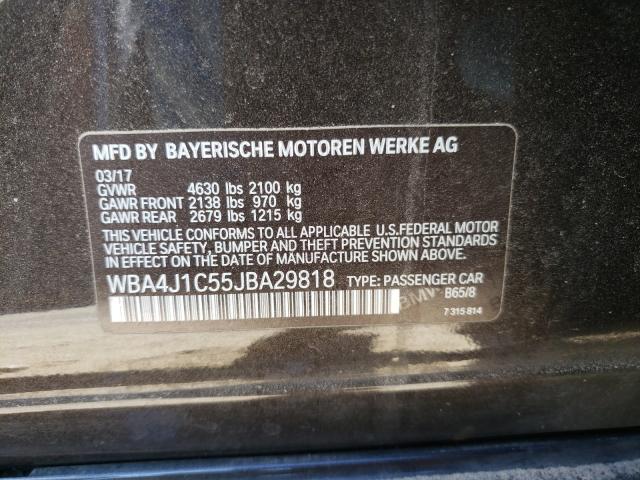 MFD BY BAYERISCHE MOTOREN WERKE AG
03/17
GVWR 4630 lbs 2100 kg
GAWR FRONT 2138 lbs 970 kg
GAWR REAR 2679 lbs 1215 kg
THIS VEHICLE CONFORMS TO ALL APPLICABLE U.S.FEDERAL MOTOR
VEHICLE SAFETY, BUMPER AND THEFT PREVENTION STANDARDS
IN EFFECT ON THE DATE OF MANUFACTURE SHOWN ABOVE.
WBA4J1C55JBA29818 TYPE: PASSENGER CAR
BMW B65/8
7 315 814